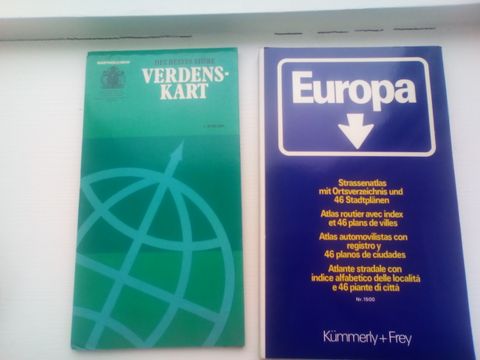 DET BESTES STORE
VERDENS-
KART
Europa
Strassenatlas
mit Ortsverzeichnis und
46 Stadtplänen
Atlas routier avec index
et 46 plans de villes
Atlas automovilistas con
registro y
46 planos de ciudades
Atlante stradale con
indice alfabetico delle località
e 46 piante di città
Nr. 1500
Kümmerly+Frey